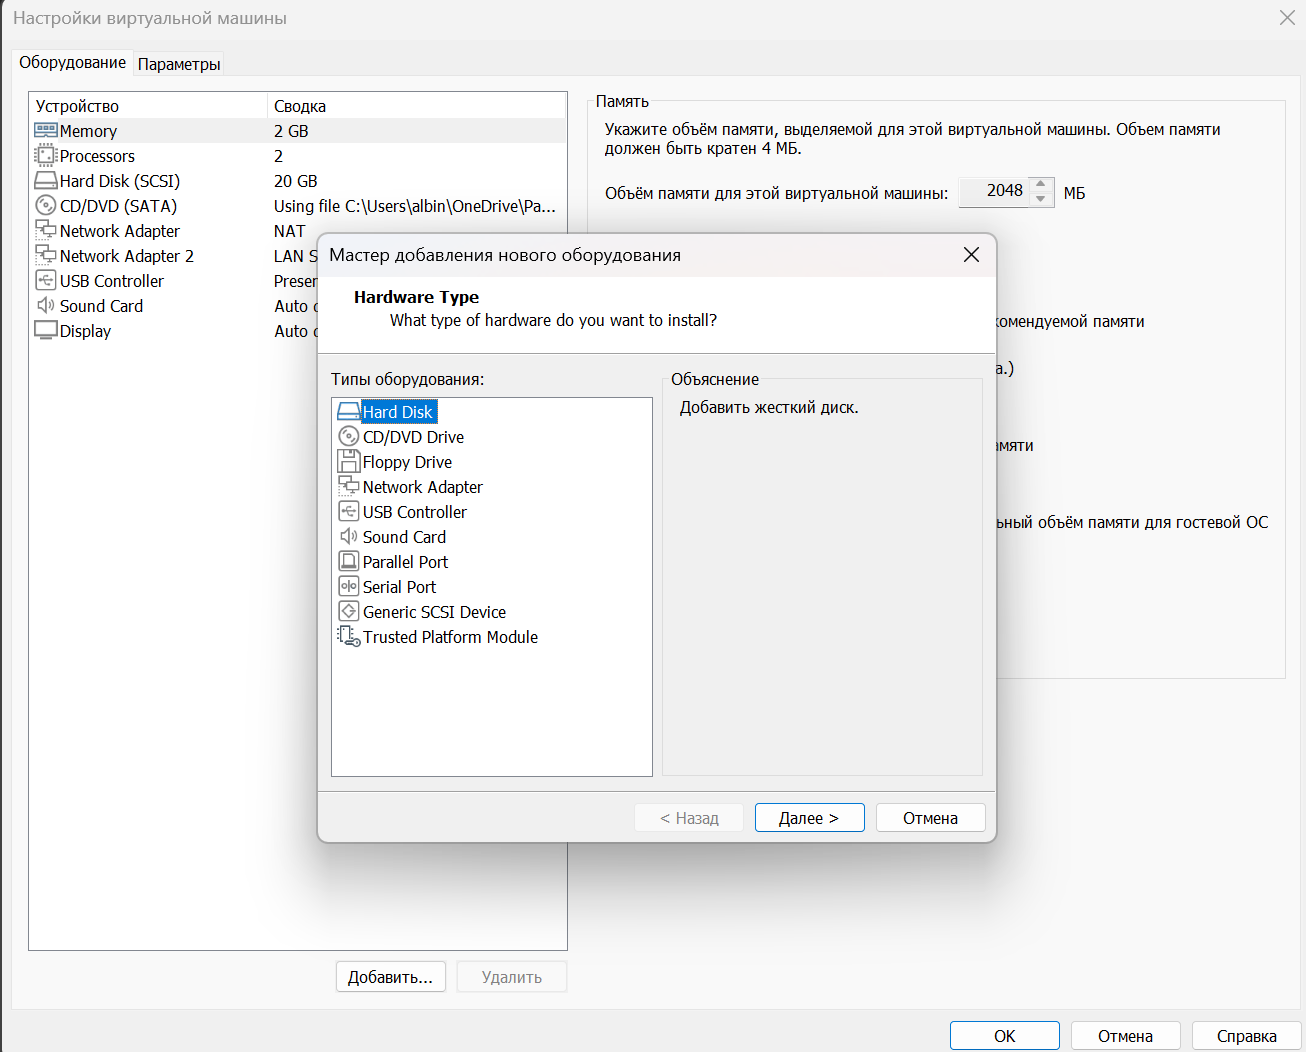 Настройки виртуальной машины
Оборудование Параметры
Устройство Сводка
Memory 2 GB
Processors 2
Hard Disk (SCSI) 20 GB
CD/DVD (SATA) Using file C:\Users\albin\OneDrive\Pa...
Network Adapter NAT
Network Adapter 2 LAN S
USB Controller Presen
Sound Card Auto
Display Auto
Добавить... Удалить
Память
Укажите объём памяти, выделяемой для этой виртуальной машины. Объем памяти
должен быть кратен 4 МБ.
Объём памяти для этой виртуальной машины: 2048 МБ
комендуемой памяти
а.)
амяти
ьный объём памяти для гостевой ОС
Мастер добавления нового оборудования
Hardware Type
What type of hardware do you want to install?
Типы оборудования:
Hard Disk
CD/DVD Drive
Floppy Drive
Network Adapter
USB Controller
Sound Card
Parallel Port
Serial Port
Generic SCSI Device
Trusted Platform Module
Объяснение
Добавить жесткий диск.
< Назад Далее > Отмена
OK Отмена Справка